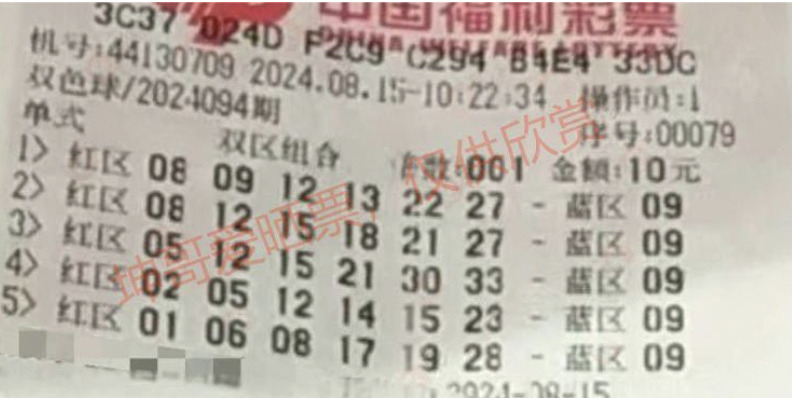 中国福利彩票
CHINA WELFARE LOTTERY
3C37 024D F2C9 C294 B4E4 33DC
机号:44130709 2024.08.15-10:22:34 操作员:1
双色球/2024094期 序号:00079
单式 双区组合 倍数:001 金额:10元
1> 红区 08 09 12 13 22 27 - 蓝区 09
2> 红区 08 12 15 18 21 27 - 蓝区 09
3> 红区 05 12 15 21 30 33 - 蓝区 09
4> 红区 02 05 12 14 15 23 - 蓝区 09
5> 红区 01 06 08 17 19 28 - 蓝区 09
2024-08-15
坤哥爱晒票，仅供欣赏